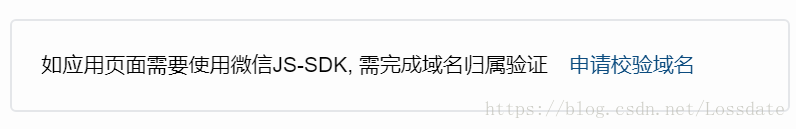 如应用页面需要使用微信JS-SDK, 需完成域名归属验证 申请校验域名
https://blog.csdn.net/Lossdate